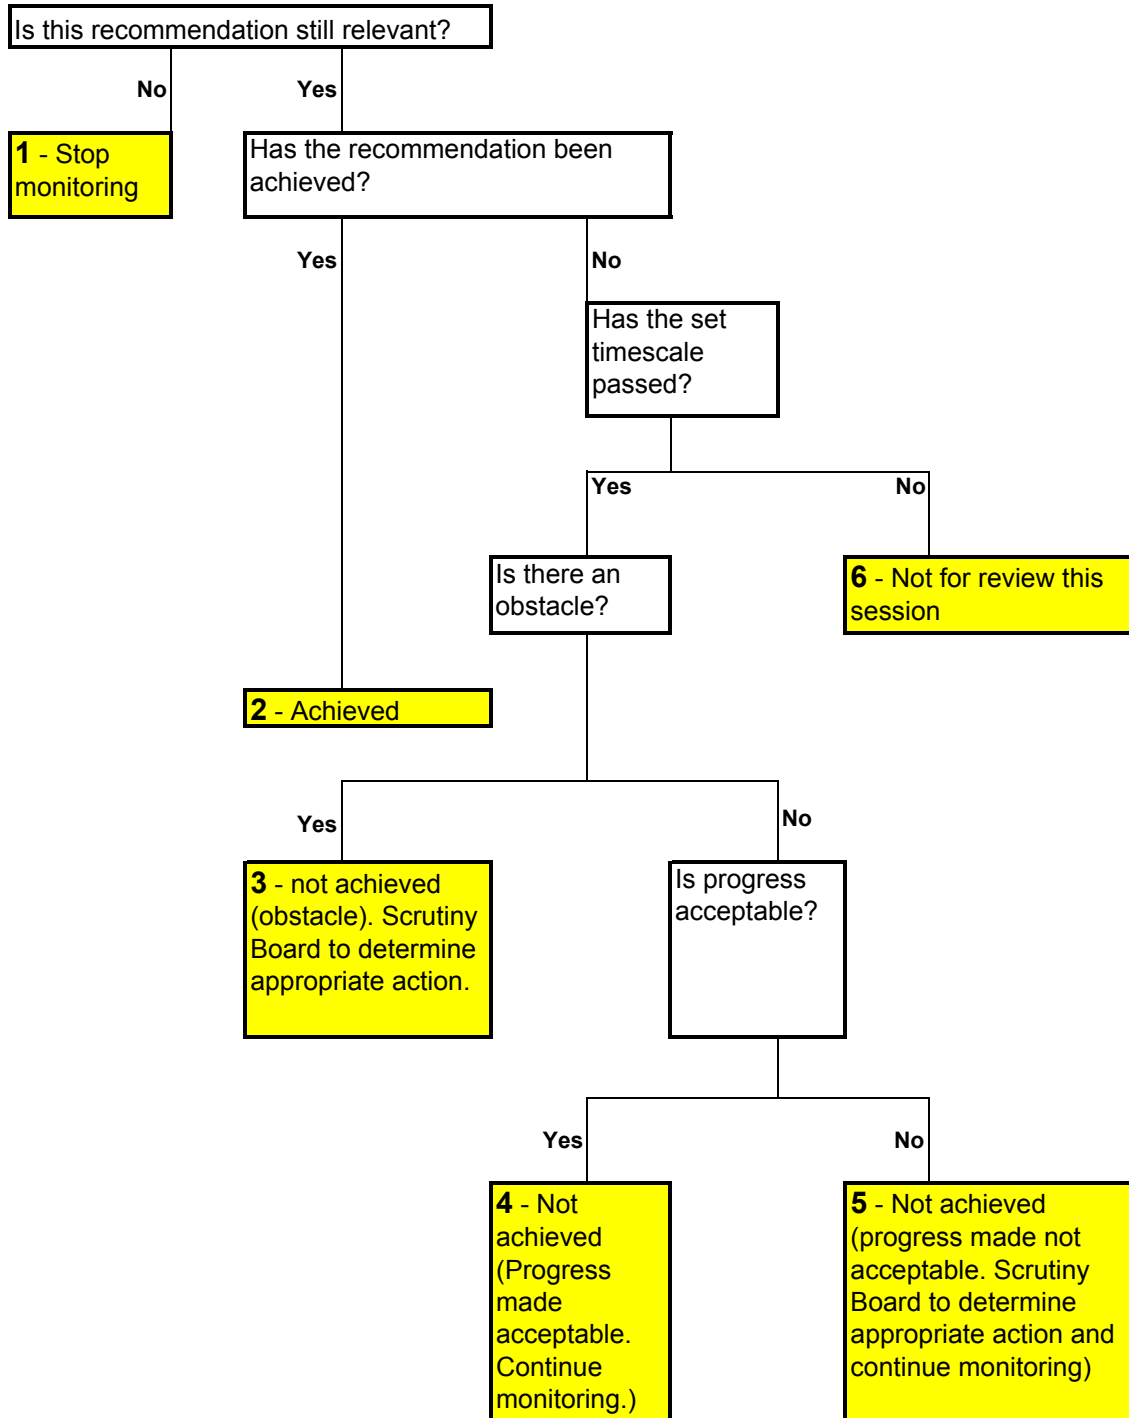 Is this recommendation still relevant?
No
Yes
1 - Stop
monitoring
Has the recommendation been
achieved?
Yes
No
Has the set
timescale
passed?
Yes
No
Is there an
obstacle?
6 - Not for review this
session
2 - Achieved
Yes
No
3 - not achieved
(obstacle). Scrutiny
Board to determine
appropriate action.
Is progress
acceptable?
Yes
No
4 - Not
achieved
(Progress
made
acceptable.
Continue
monitoring.)
5 - Not achieved
(progress made not
acceptable. Scrutiny
Board to determine
appropriate action and
continue monitoring)